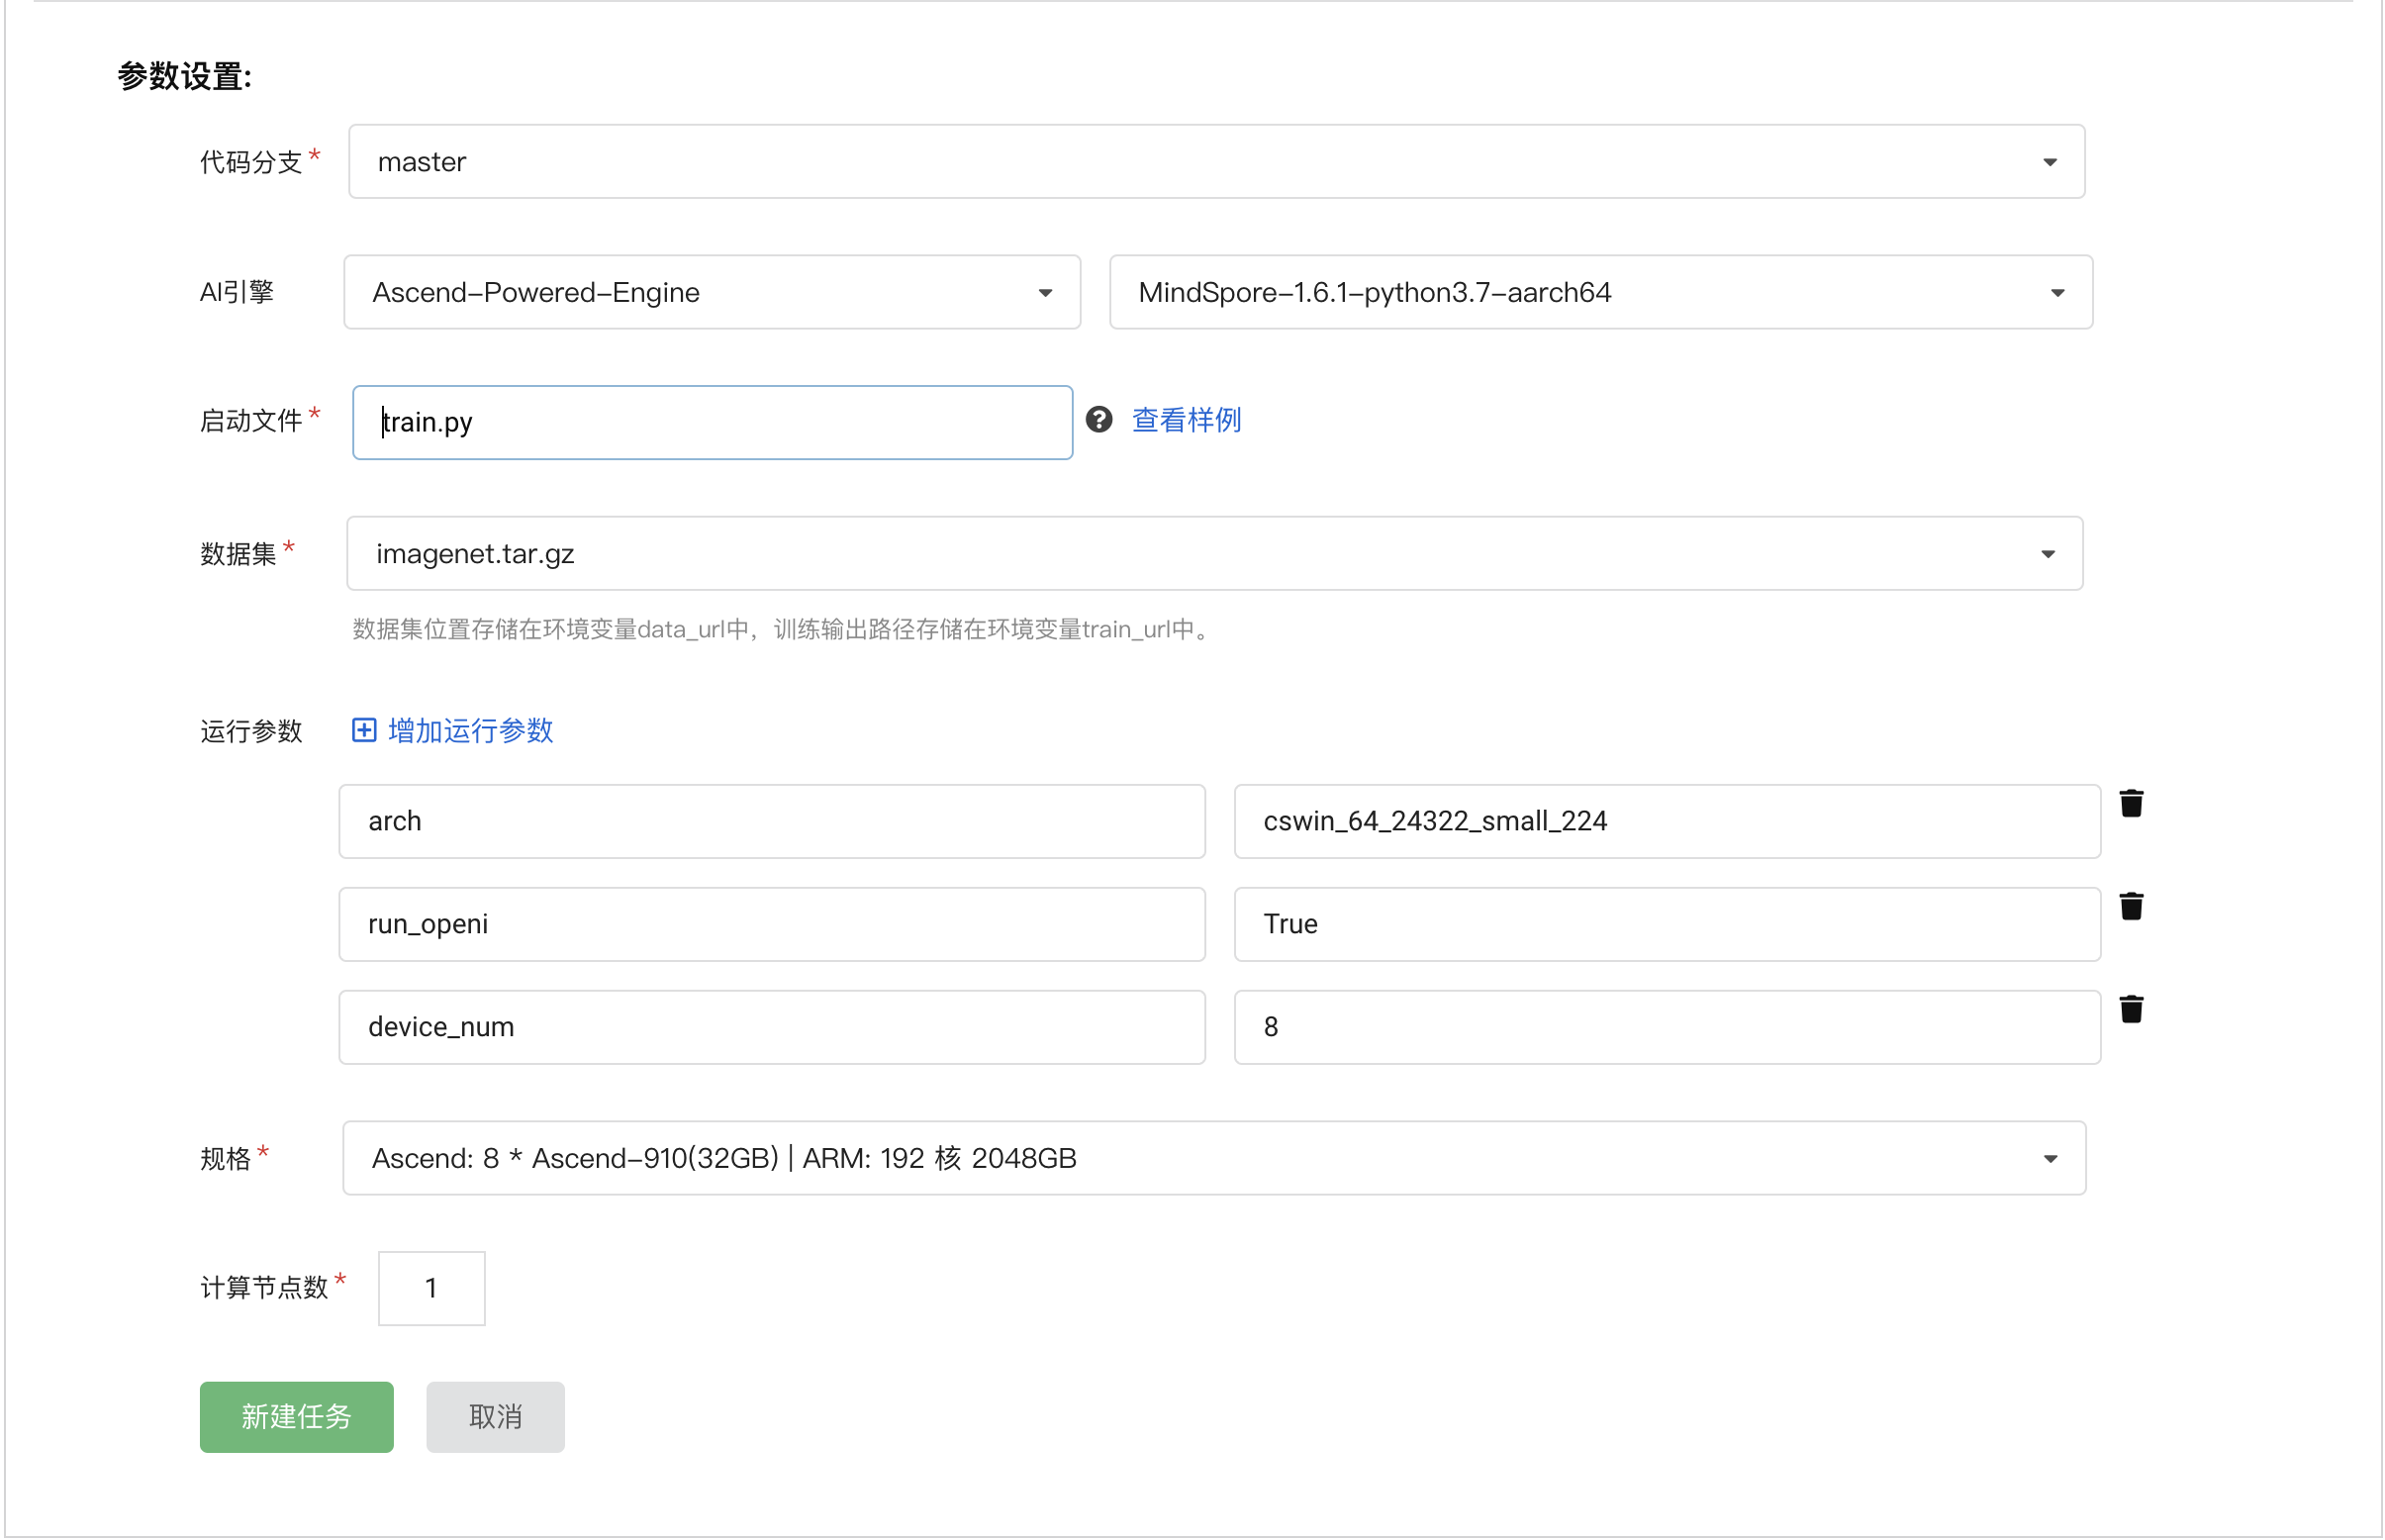 参数设置:
代码分支* master
AI引擎 Ascend-Powered-Engine MindSpore-1.6.1-python3.7-aarch64
启动文件* train.py 查看样例
数据集* imagenet.tar.gz
数据集位置存储在环境变量data_url中，训练输出路径存储在环境变量train_url中。
运行参数 增加运行参数
arch cswin_64_24322_small_224
run_openi True
device_num 8
规格* Ascend: 8 * Ascend-910(32GB) | ARM: 192 核 2048GB
计算节点数* 1
新建任务 取消